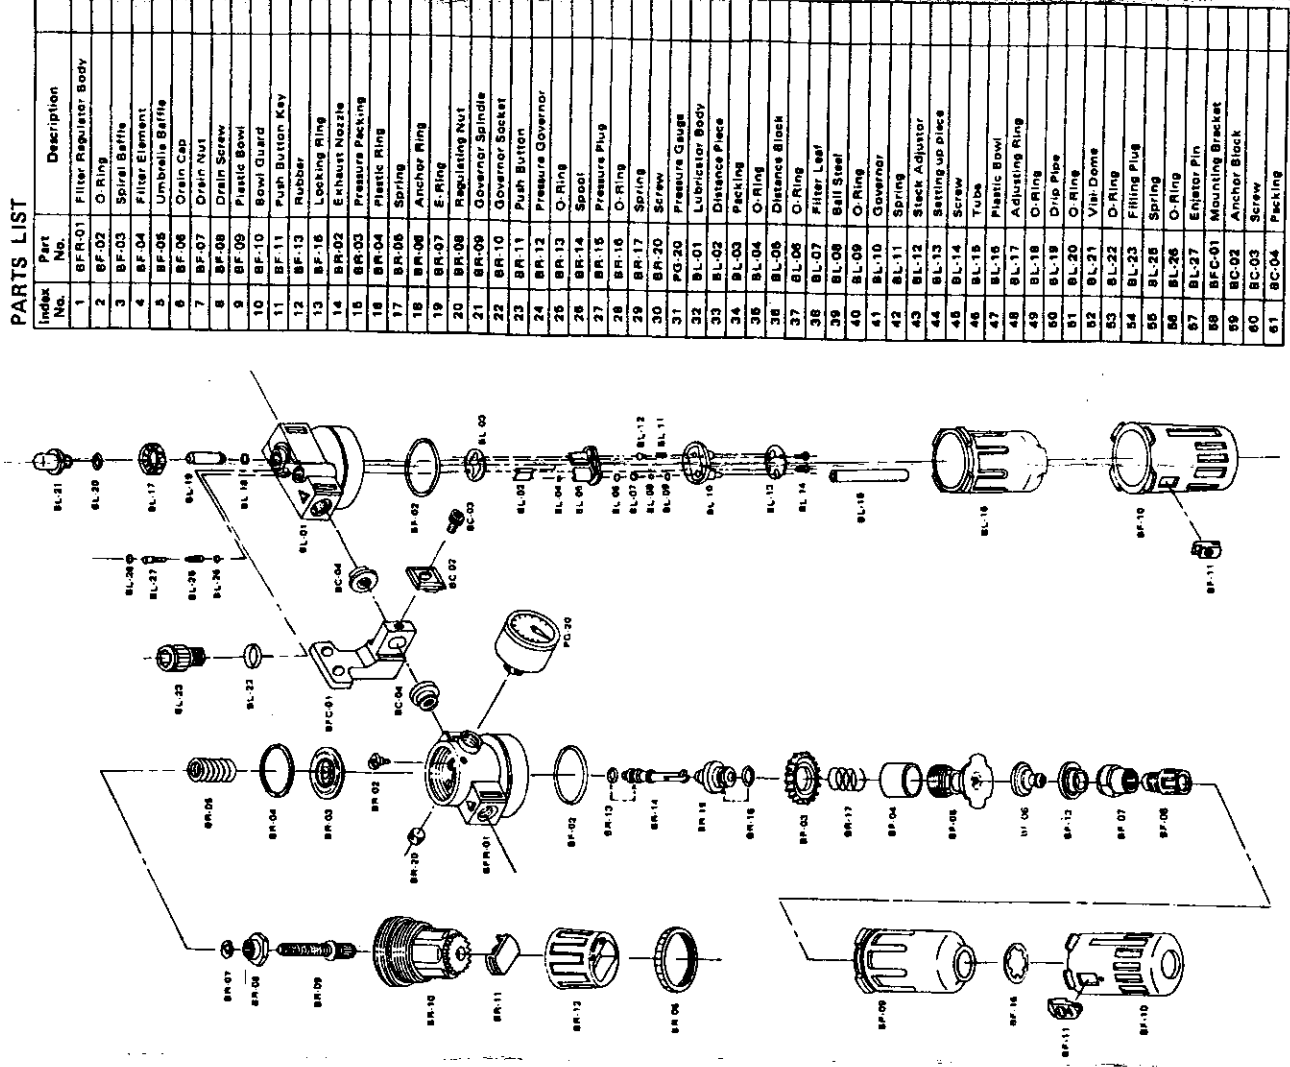 PARTS LIST
Index No. Part No. Description
1 BFR-01 Filter Regulator Body
2 BF-02 O-Ring
3 BF-03 Spiral Baffle
4 BF-04 Filter Element
5 BF-05 Umbrella Baffle
6 BF-06 Drain Cap
7 BF-07 Drain Nut
8 BF-08 Drain Screw
9 BF-09 Plastic Bowl
10 BF-10 Bowl Guard
11 BF-11 Push Button Key
12 BF-13 Rubber
13 BF-16 Locking Ring
14 BR-02 Exhaust Nozzle
15 BR-03 Pressure Packing
16 BR-04 Plastic Ring
17 BR-05 Spring
18 BR-06 Anchor Ring
19 BR-07 E-Ring
20 BR-08 Regulating Nut
21 BR-09 Governor Spindle
22 BR-10 Governor Socket
23 BR-11 Push Button
24 BR-12 Pressure Governor
25 BR-13 O-Ring
26 BR-14 Spool
27 BR-15 Pressure Plug
28 BR-16 O-Ring
29 BR-17 Spring
30 BR-20 Screw
31 PG-20 Pressure Gauge
32 BL-01 Lubricator Body
33 BL-02 Distance Piece
34 BL-03 Packing
35 BL-04 O-Ring
36 BL-05 Distance Block
37 BL-06 O-Ring
38 BL-07 Filter Leaf
39 BL-08 Ball Steel
40 BL-09 O-Ring
41 BL-10 Governor
42 BL-11 Spring
43 BL-12 Stack Adjustor
44 BL-13 Setting up piece
45 BL-14 Screw
46 BL-15 Tube
47 BL-16 Plastic Bowl
48 BL-17 Adjusting Ring
49 BL-18 O-Ring
50 BL-19 Drip Pipe
51 BL-20 O-Ring
52 BL-21 Visi-Dome
53 BL-22 O-Ring
54 BL-23 Filling Plug
55 BL-25 Spring
56 BL-26 O-Ring
57 BL-27 Enjetor Pin
58 BFC-01 Mounting Bracket
59 BC-02 Anchor Block
60 BC-03 Screw
61 BC-04 Packing
BL-21
BL-20
BL-17
BL-19
BL-18
BL-01
BF-02
BL-03
BL-02
BL-04
BL-05
BL-06
BL-07
BL-08
BL-09
BL-12
BL-11
BL-10
BL-13
BL-14
BL-15
BL-16
BF-10
BF-11
BL-26
BL-27
BL-25
BL-26
BC-04
BC-02
BC-03
BL-23
BL-22
BFC-01
BC-04
PG-20
BR-05
BR-04
BR-03
BR-02
BR-20
BFR-01
BF-02
BR-13
BR-14
BR-15
BR-16
BF-03
BR-17
BF-04
BF-05
BF-06
BF-13
BF-07
BF-08
BR-07
BR-08
BR-09
BR-10
BR-11
BR-12
BR-06
BF-09
BF-16
BF-11
BF-10